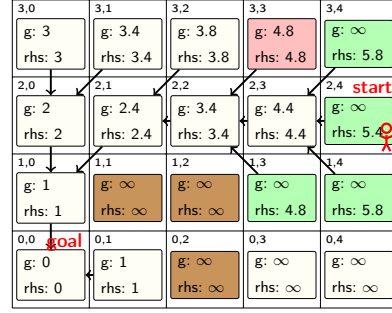 3,0 3,1 3,2 3,3 3,4
g: 3 g: 3.4 g: 3.8 g: 4.8 g: ∞
rhs: 3 rhs: 3.4 rhs: 3.8 rhs: 4.8 rhs: 5.8
2,0 2,1 2,2 2,3 2,4 start
g: 2 g: 2.4 g: 3.4 g: 4.4 g: ∞
rhs: 2 rhs: 2.4 rhs: 3.4 rhs: 4.4 rhs: 5.4
1,0 1,1 1,2 1,3 1,4
g: 1 g: ∞ g: ∞ g: ∞ g: ∞
rhs: 1 rhs: ∞ rhs: ∞ rhs: 4.8 rhs: 5.8
0,0 goal 0,1 0,2 0,3 0,4
g: 0 g: 1 g: ∞ g: ∞ g: ∞
rhs: 0 rhs: 1 rhs: ∞ rhs: ∞ rhs: ∞